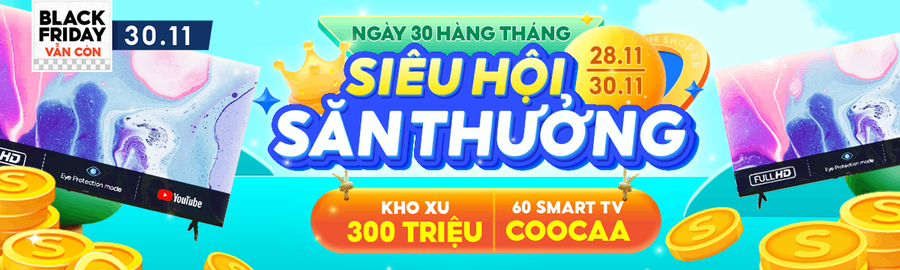 BLACK
FRIDAY
VẪN CÒN
30.11
NGÀY 30 HÀNG THÁNG
SIÊU HỘI
SĂN THƯỞNG
28.11
30.11
KHO XU
300 TRIỆU
60 SMART TV
COOCAA
HD
Eye Protection mode
YouTube
FULL HD
Eye Protection mode
S
S
S
S
S